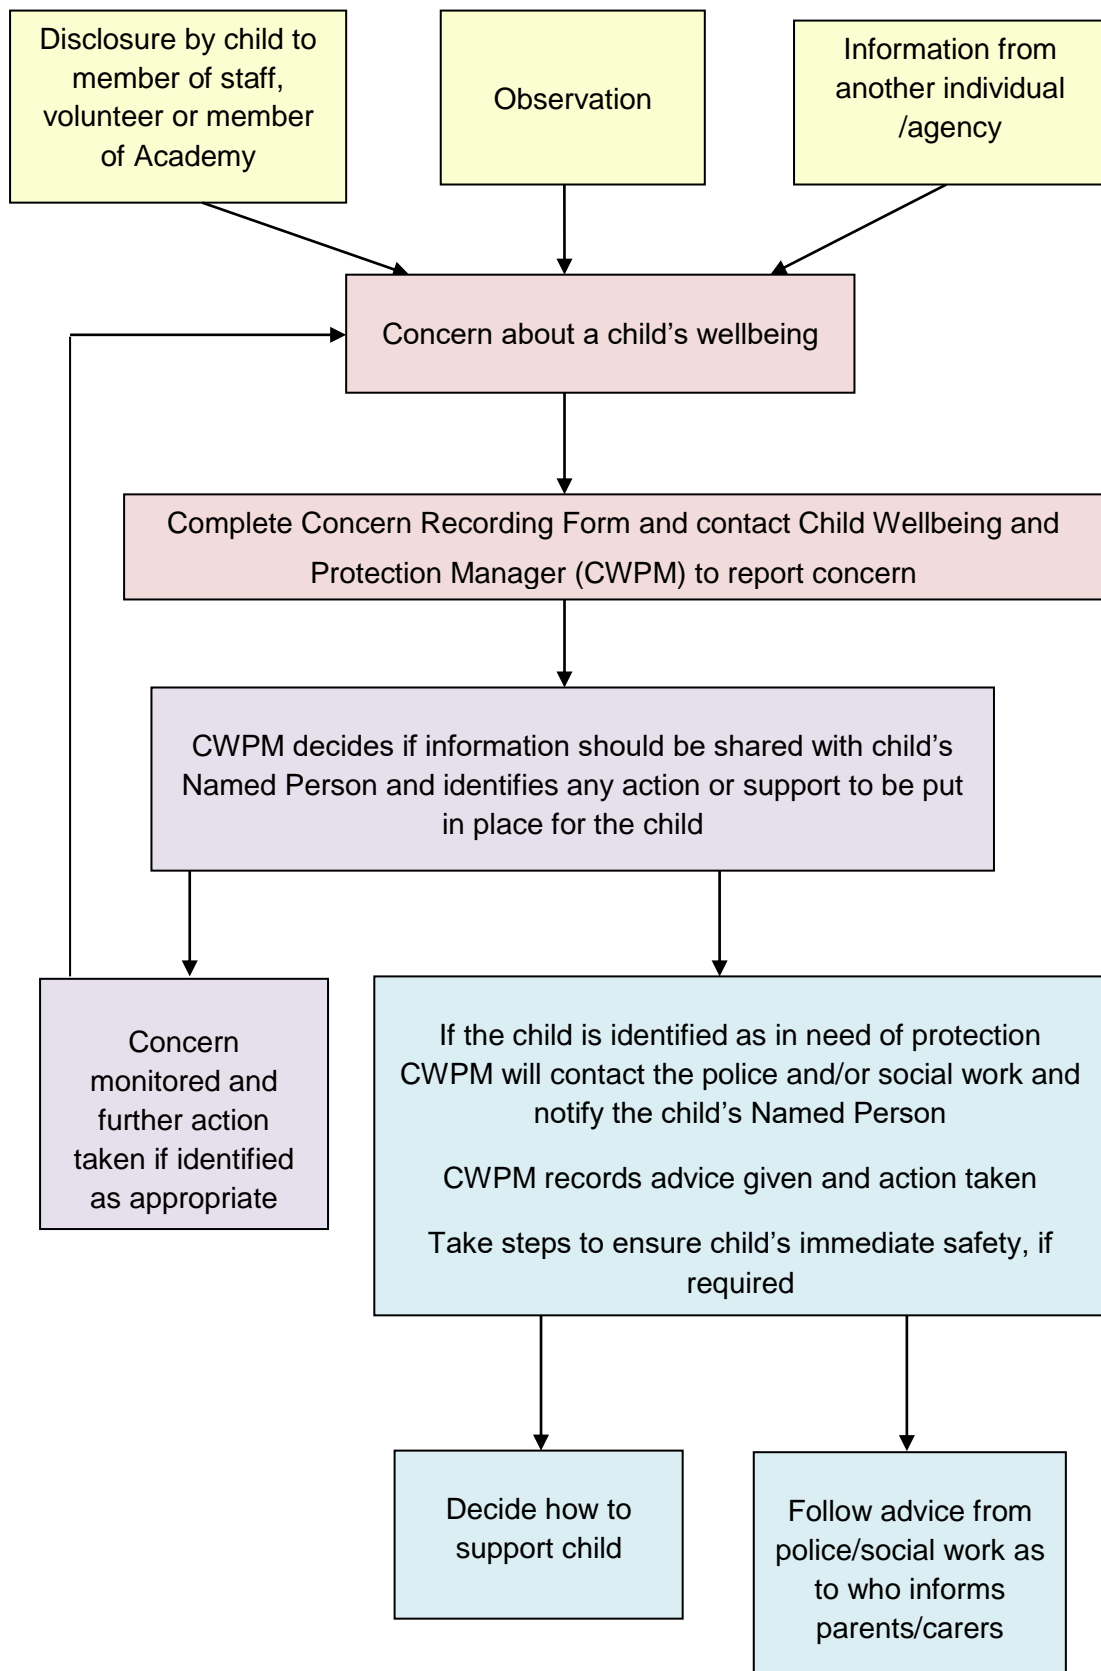 Disclosure by child to
member of staff,
volunteer or member
of Academy
Observation
Information from
another individual
/agency
Concern about a child’s wellbeing
Complete Concern Recording Form and contact Child Wellbeing and
Protection Manager (CWPM) to report concern
CWPM decides if information should be shared with child’s
Named Person and identifies any action or support to be put
in place for the child
Concern
monitored and
further action
taken if identified
as appropriate
If the child is identified as in need of protection
CWPM will contact the police and/or social work and
notify the child’s Named Person
CWPM records advice given and action taken
Take steps to ensure child’s immediate safety, if
required
Decide how to
support child
Follow advice from
police/social work as
to who informs
parents/carers